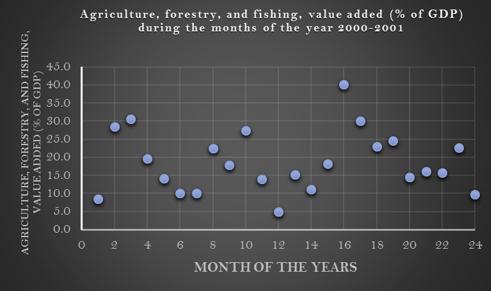 Agriculture, forestry, and fishing, value added (% of GDP)
during the months of the year 2000-2001
AGRICULTURE, FORESTRY, AND FISHING,
VALUE ADDED (% OF GDP)
45.0
40.0
35.0
30.0
25.0
20.0
15.0
10.0
5.0
0.0
0 2 4 6 8 10 12 14 16 18 20 22 24
MONTH OF THE YEARS